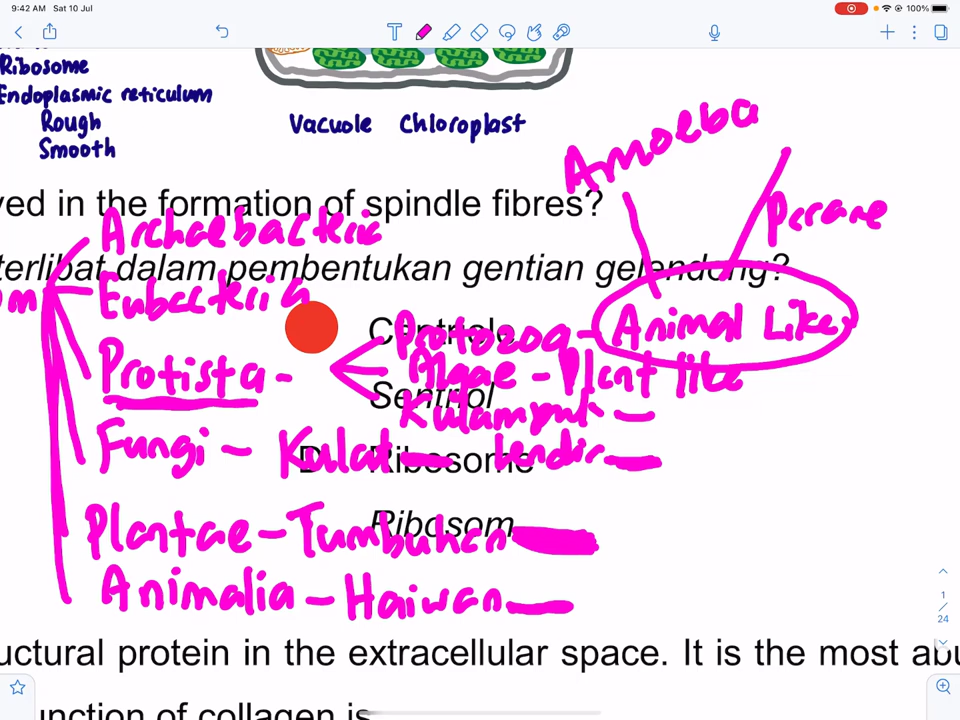 9:42 AM Sat 10 Jul
100%
Ribosome
Endoplasmic reticulum
Rough
Smooth
Vacuole Chloroplast
Amoeba
ved in the formation of spindle fibres?
Archaebacteria
terlibat dalam pembentukan gentian gelendong?
Eubacteria
Centriole
Protozoa - Animal Like
Protista -
Algae - Plant like
Sentriol
Kulampuk -
Fungi - Kulat
D Ribosome
lendir
Ribosom
Plantae - Tumbuhan
Animalia - Haiwan
1
/
24
uctural protein in the extracellular space. It is the most abu
unction of collagen is